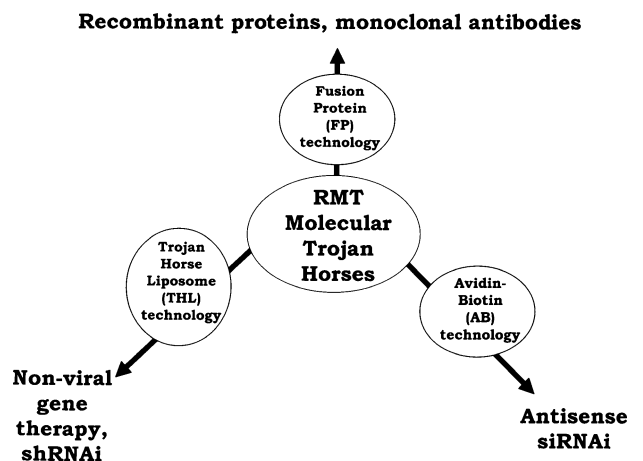 Recombinant proteins, monoclonal antibodies
Fusion
Protein
(FP)
technology
RMT
Molecular
Trojan
Horses
Trojan
Horse
Liposome
(THL)
technology
Avidin-
Biotin
(AB)
technology
Non-viral
gene
therapy,
shRNAi
Antisense
siRNAi